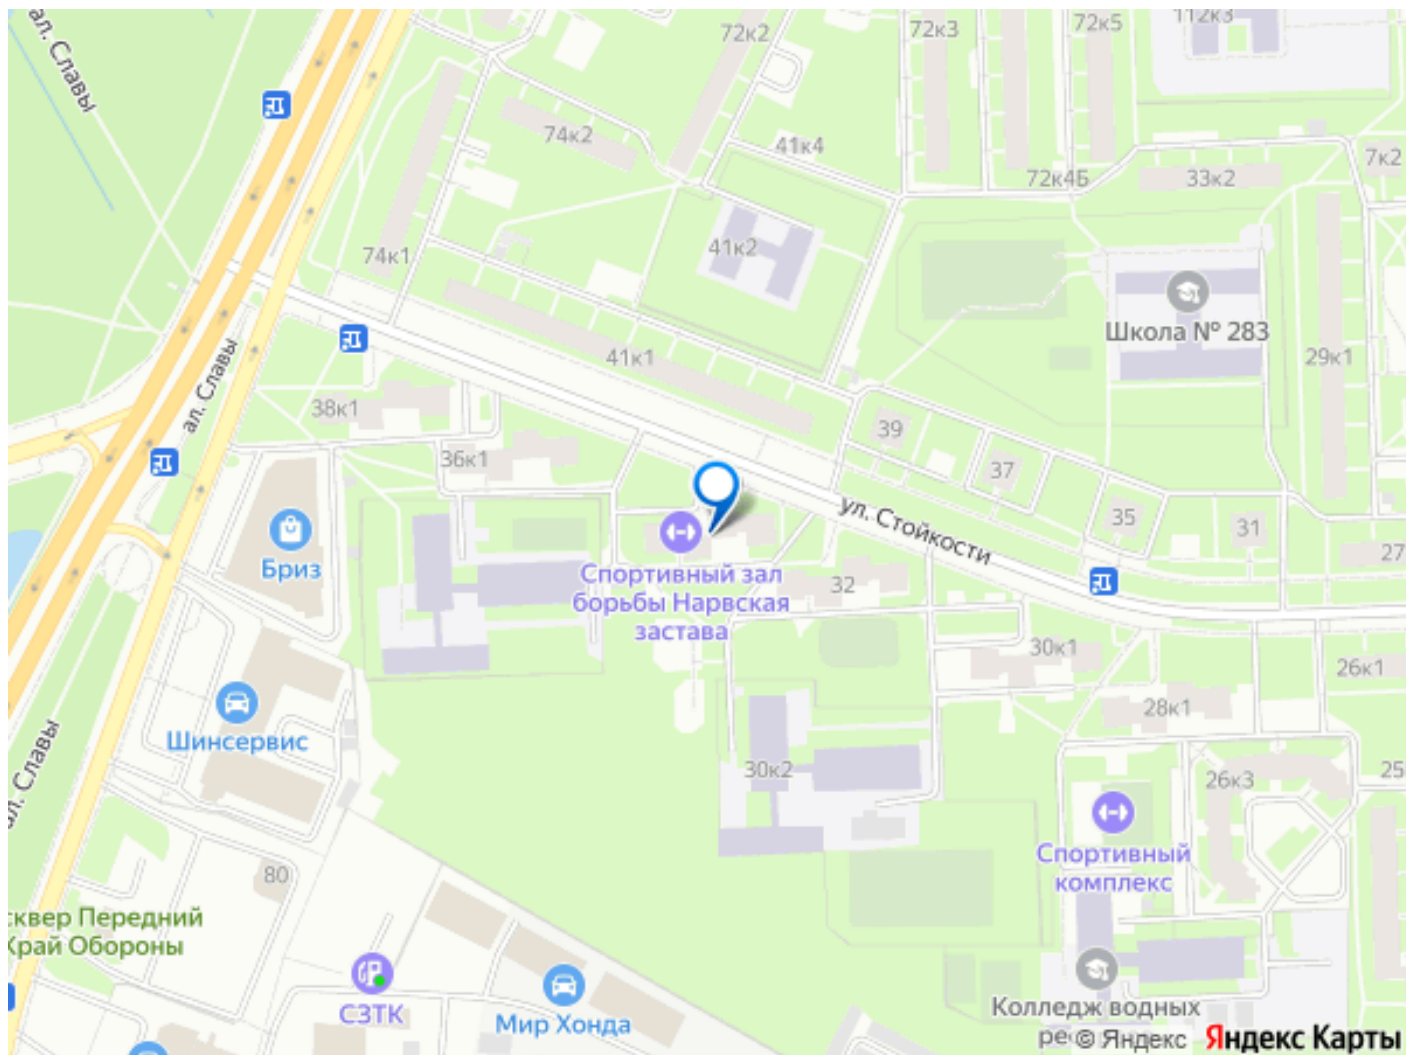 ал. Славы
72к2
72к3
72к5
112к3
74к2
41к4
72к4Б
33к2
7к2
74к1
41к2
Школа № 283
41к1
29к1
ал. Славы
38к1
39
36к1
37
ул. Стойкости
35
31
27
Бриз
Спортивный зал
борьбы Нарвская
застава
32
30к1
26к1
28к1
Шинсервис
ал. Славы
30к2
26к3
25
80
Спортивный
комплекс
сквер Передний
Край Обороны
СЗТК
Мир Хонда
Колледж водных
ре
© Яндекс
Яндекс Карты